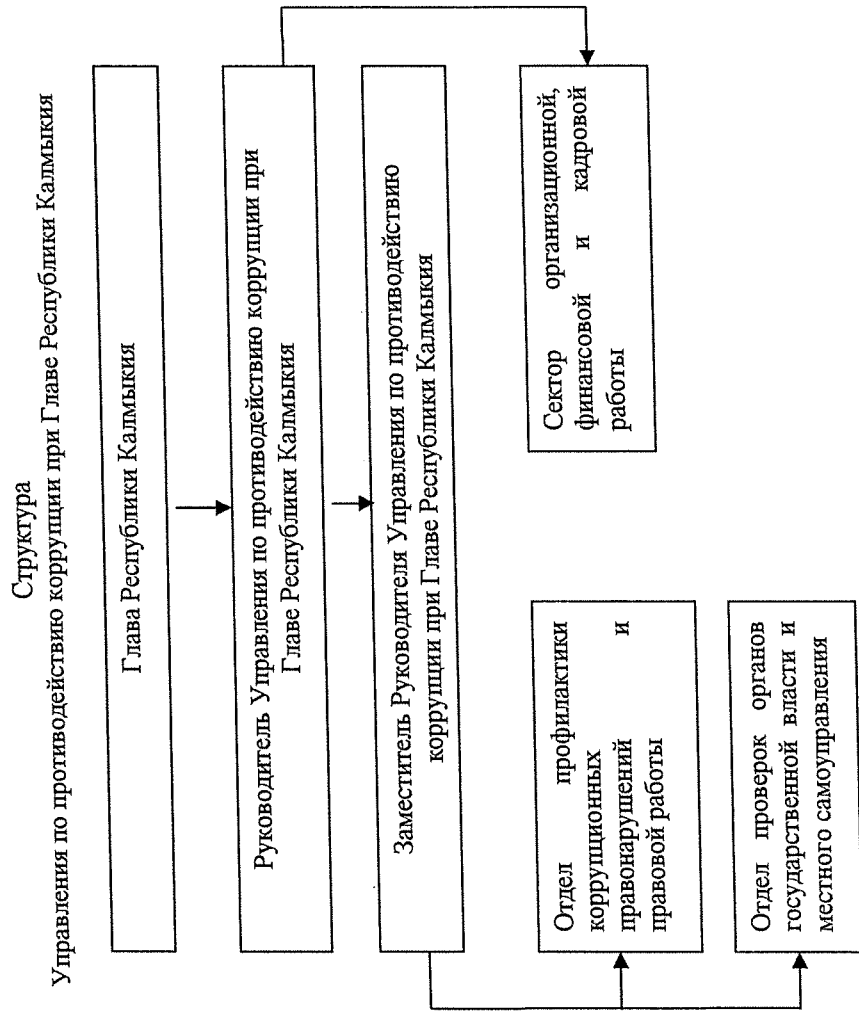 Структура
Управления по противодействию коррупции при Главе Республики Калмыкия
Глава Республики Калмыкия
Руководитель Управления по противодействию коррупции при
Главе Республики Калмыкия
Заместитель Руководителя Управления по противодействию
коррупции при Главе Республики Калмыкия
Отдел профилактики
коррупционных
правонарушений и
правовой работы
Отдел проверок органов
государственной власти и
местного самоуправления
Сектор организационной,
финансовой и кадровой
работы